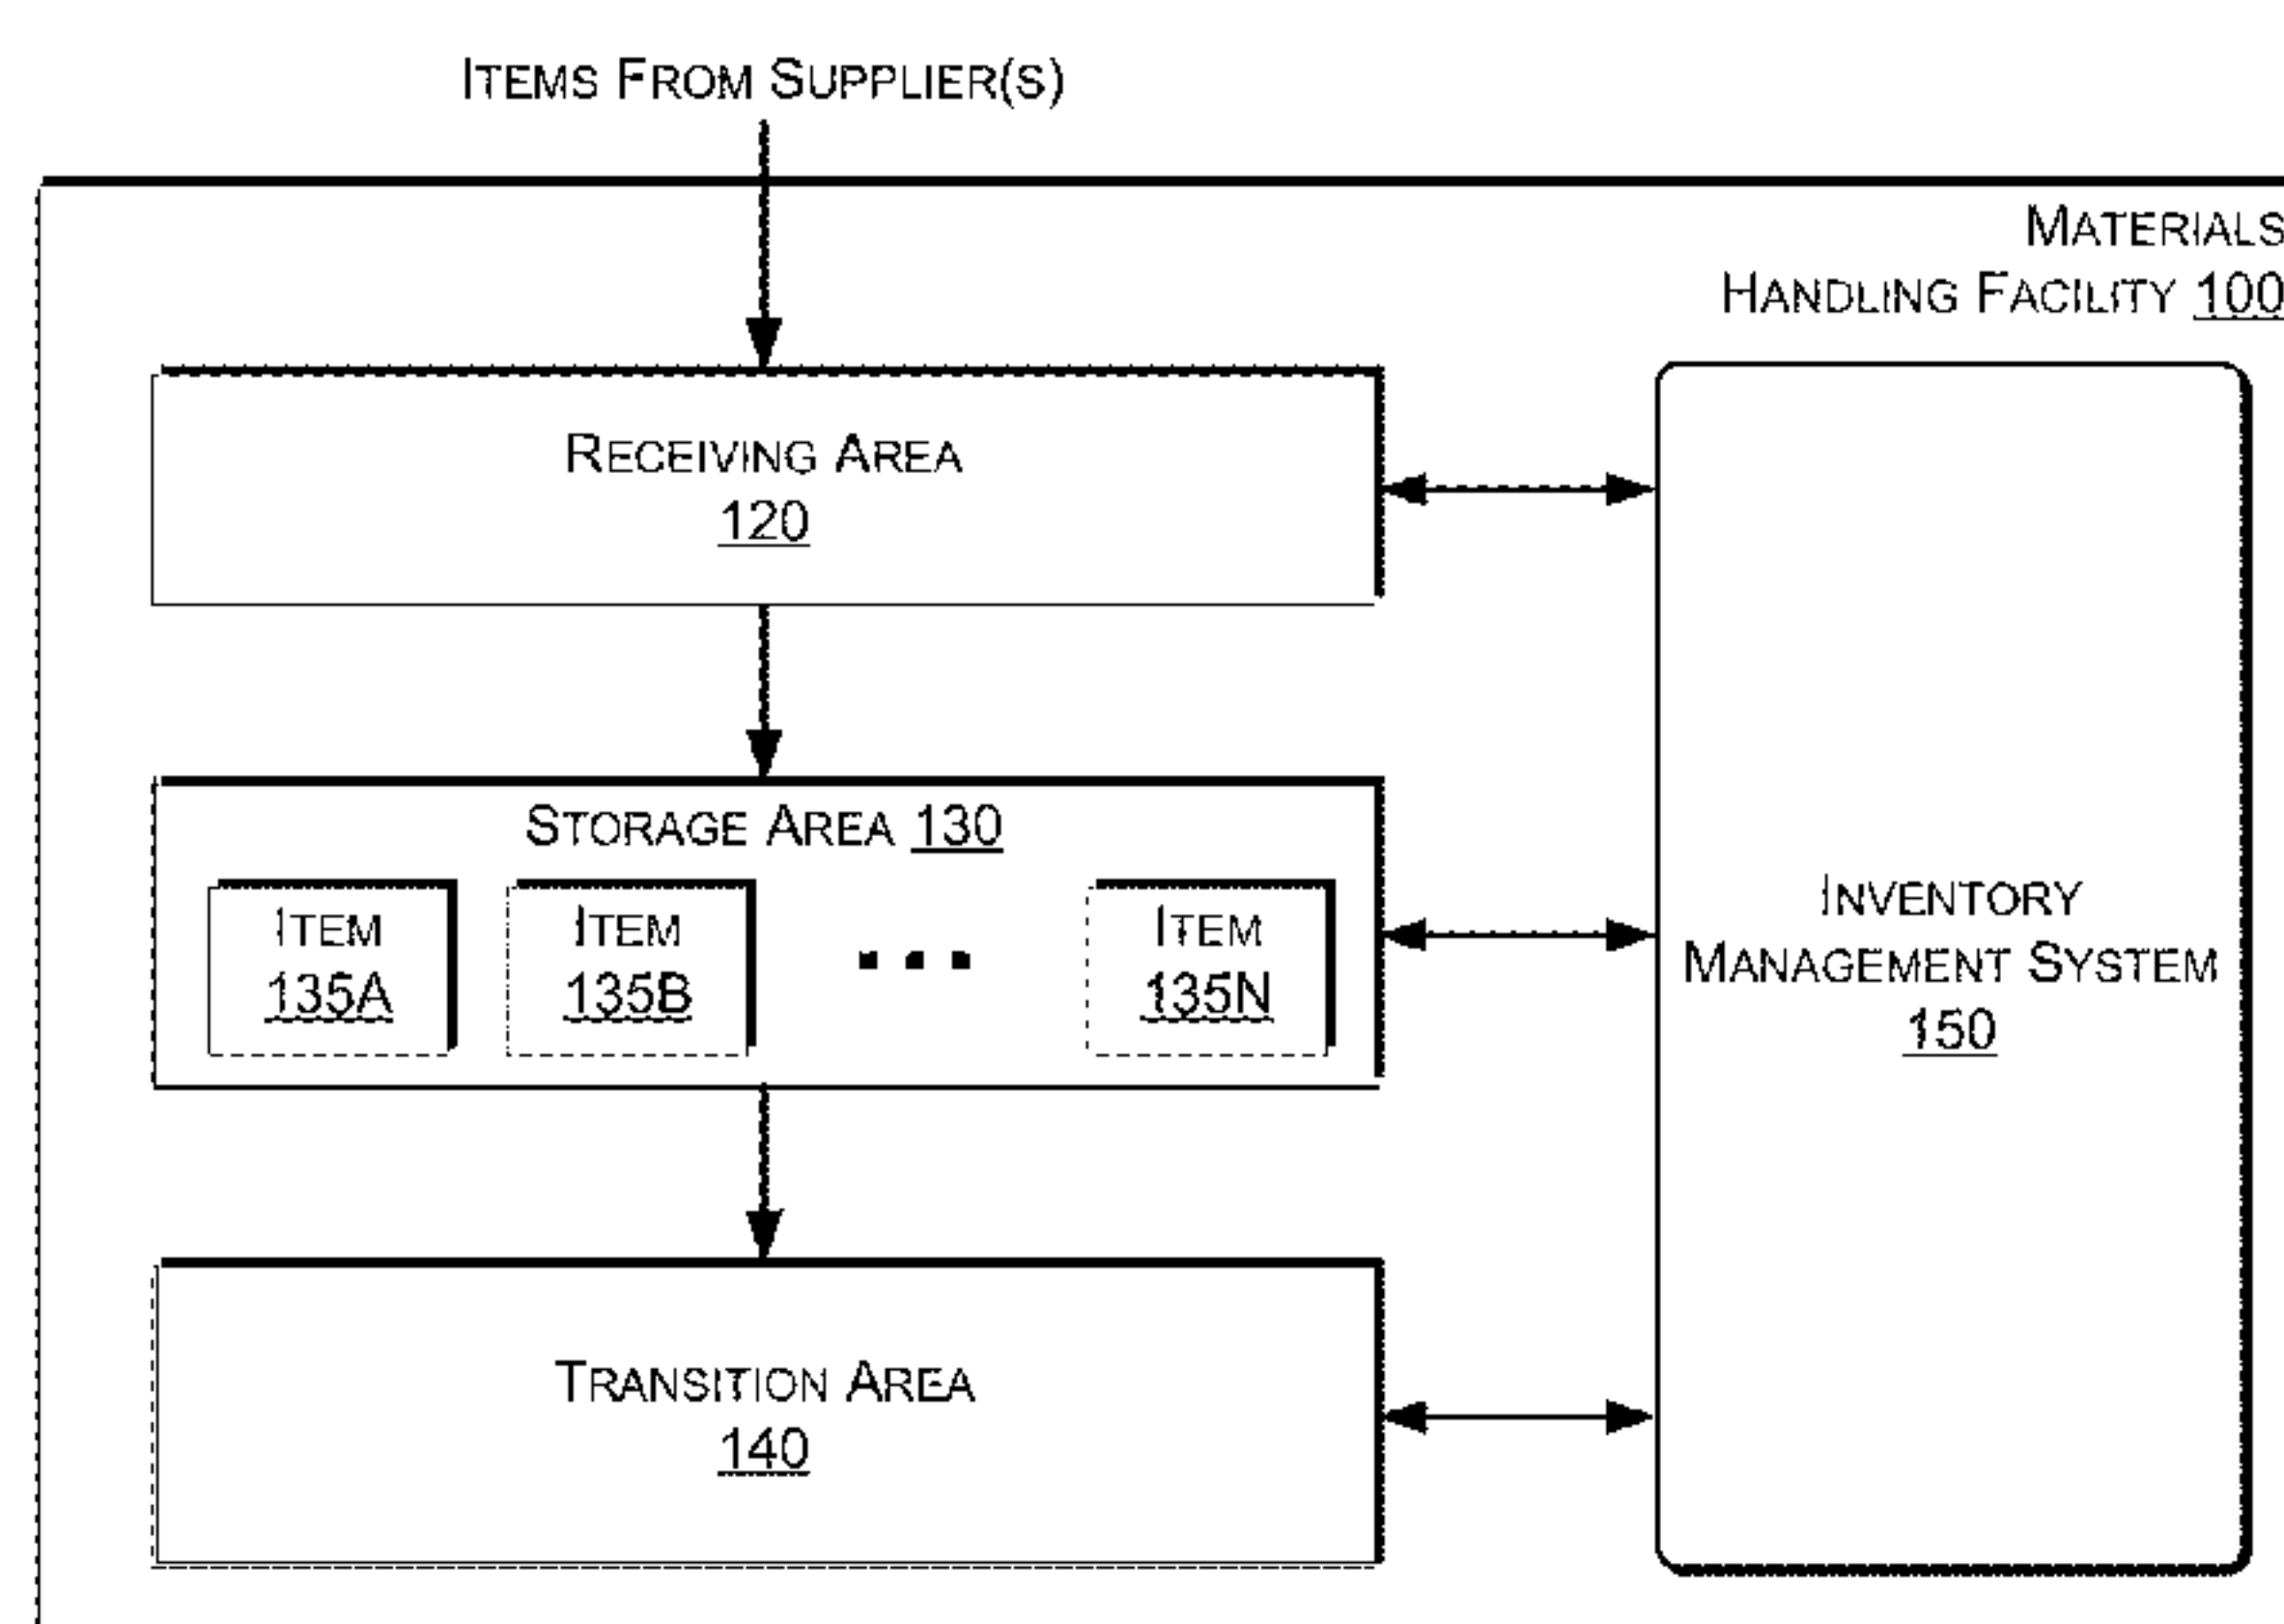 Items From Supplier(s)
Materials
Handling Facility 100
Receiving Area
120
Storage Area 130
Item
135A
Item
135B
...
Item
135N
Inventory
Management System
150
Transition Area
140